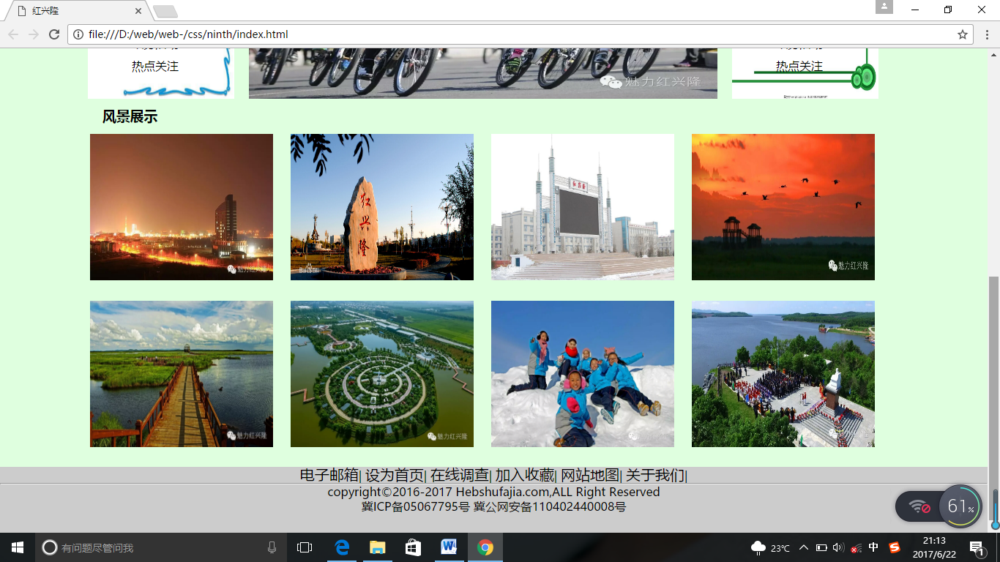 红兴隆
file:///D:/web/web-/css/ninth/index.html
热点关注
热点关注
魅力红兴隆
风景展示
魅力红兴隆
红兴隆
红兴隆
魅力红兴隆
魅力红兴隆
魅力红兴隆
电子邮箱| 设为首页| 在线调查| 加入收藏| 网站地图| 关于我们|
copyright©2016-2017 Hebshufajia.com,ALL Right Reserved
冀ICP备05067795号 冀公网安备110402440008号
61%
有问题尽管问我
23℃
中
21:13
2017/6/22
1